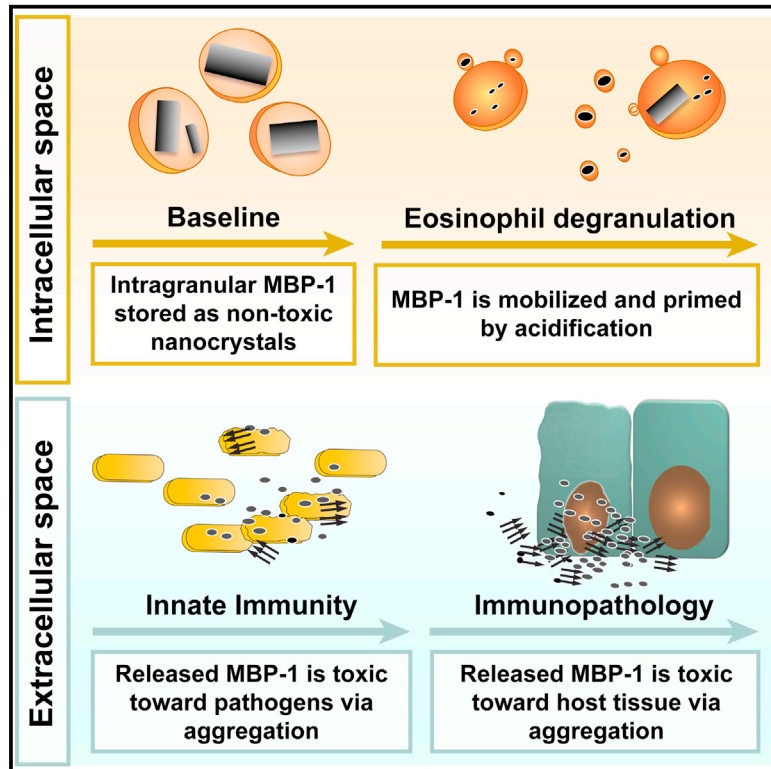 Intracellular space
Baseline
Intragranular MBP-1
stored as non-toxic
nanocrystals
Eosinophil degranulation
MBP-1 is mobilized and primed
by acidification
Extracellular space
Innate Immunity
Released MBP-1 is toxic
toward pathogens via
aggregation
Immunopathology
Released MBP-1 is toxic
toward host tissue via
aggregation